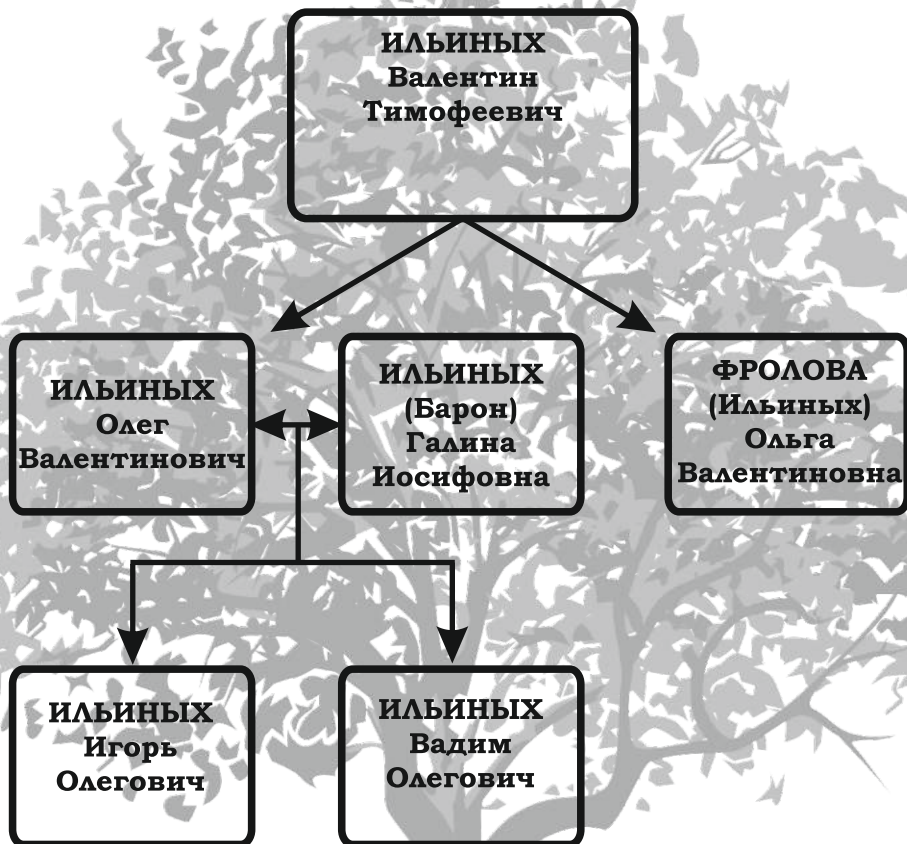 ИЛЬИНЫХ
Валентин
Тимофеевич
ИЛЬИНЫХ
Олег
Валентинович
ИЛЬИНЫХ
(Барон)
Галина
Иосифовна
ФРОЛОВА
(Ильиных)
Ольга
Валентиновна
ИЛЬИНЫХ
Игорь
Олегович
ИЛЬИНЫХ
Вадим
Олегович